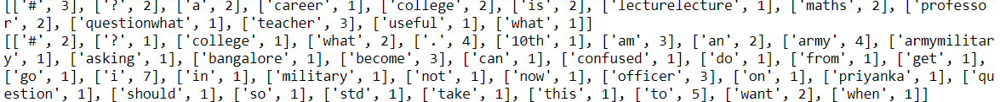 [['#', 3], ['?', 2], ['a', 2], ['career', 1], ['college', 2], ['is', 2], ['lecturelecture', 1], ['maths', 2], ['professo
r', 2], ['questionwhat', 1], ['teacher', 3], ['useful', 1], ['what', 1]]
[['#', 2], ['?', 1], ['college', 1], ['what', 2], ['.', 4], ['10th', 1], ['am', 3], ['an', 2], ['army', 4], ['armymilitar
y', 1], ['asking', 1], ['bangalore', 1], ['become', 3], ['can', 1], ['confused', 1], ['do', 1], ['from', 1], ['get', 1],
['go', 1], ['i', 7], ['in', 1], ['military', 1], ['not', 1], ['now', 1], ['officer', 3], ['on', 1], ['priyanka', 1], ['qu
estion', 1], ['should', 1], ['so', 1], ['std', 1], ['take', 1], ['this', 1], ['to', 5], ['want', 2], ['when', 1]]